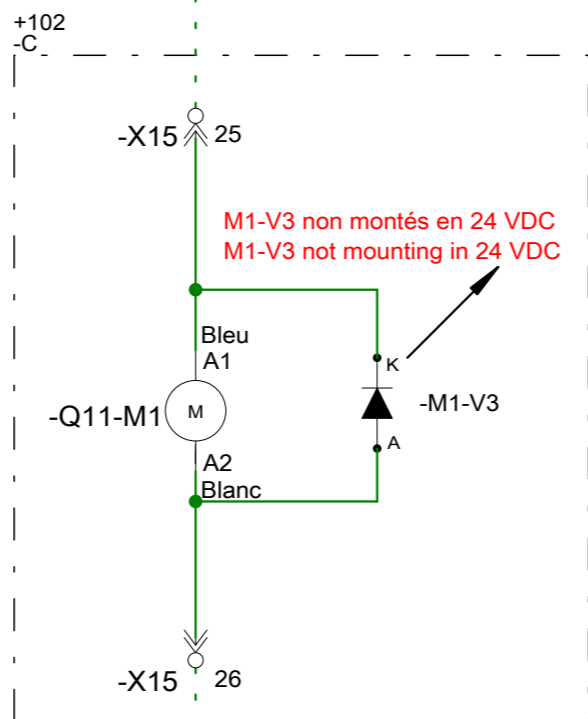 +102
-C
-X15 25
M1-V3 non montés en 24 VDC
M1-V3 not mounting in 24 VDC
Bleu
A1
K
-Q11-M1 M
-M1-V3
A
A2
Blanc
-X15 26